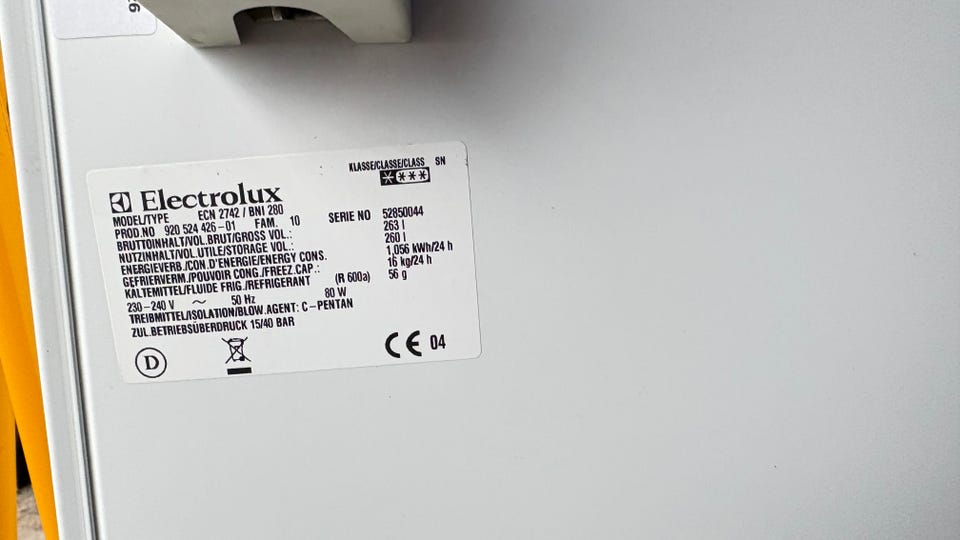 KLASSE/CLASSE/CLASS SN
Electrolux
MODEL/TYPE ECN 2742 / BNI 280
PROD.NO 920 524 426-01 FAM. 10 SERIE NO 52850044
BRUTTOINHALT/VOL.BRUT/GROSS VOL.: 263 l
NUTZINHALT/VOL.UTILE/STORAGE VOL.: 260 l
ENERGIEVERB./CON.D'ENERGIE/ENERGY CONS. 1,056 kWh/24 h
GEFRIERVERM./POUVOIR CONG./FREEZ.CAP.: 16 kg/24 h
KALTEMITTEL/FLUIDE FRIG./REFRIGERANT (R 600a) 56 g
230-240 V ~ 50 Hz 80 W
TREIBMITTEL/ISOLATION/BLOW.AGENT: C-PENTAN
ZUL.BETRIEBSÜBERDRUCK 15/40 BAR
D CE 04